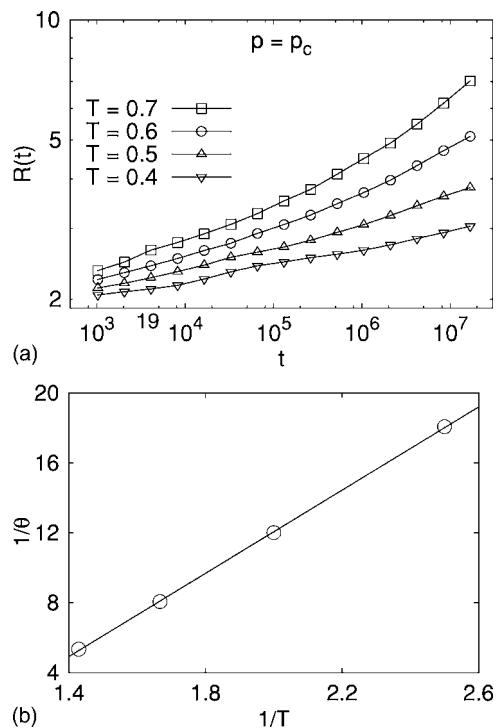 p = p_c
R(t)
5
2
T = 0.7
T = 0.6
T = 0.5
T = 0.4
10^3 19 10^4 10^5 10^6 10^7
t
(a)
1/θ
20
16
12
8
4
1.4 1.8 2.2 2.6
1/T
(b)